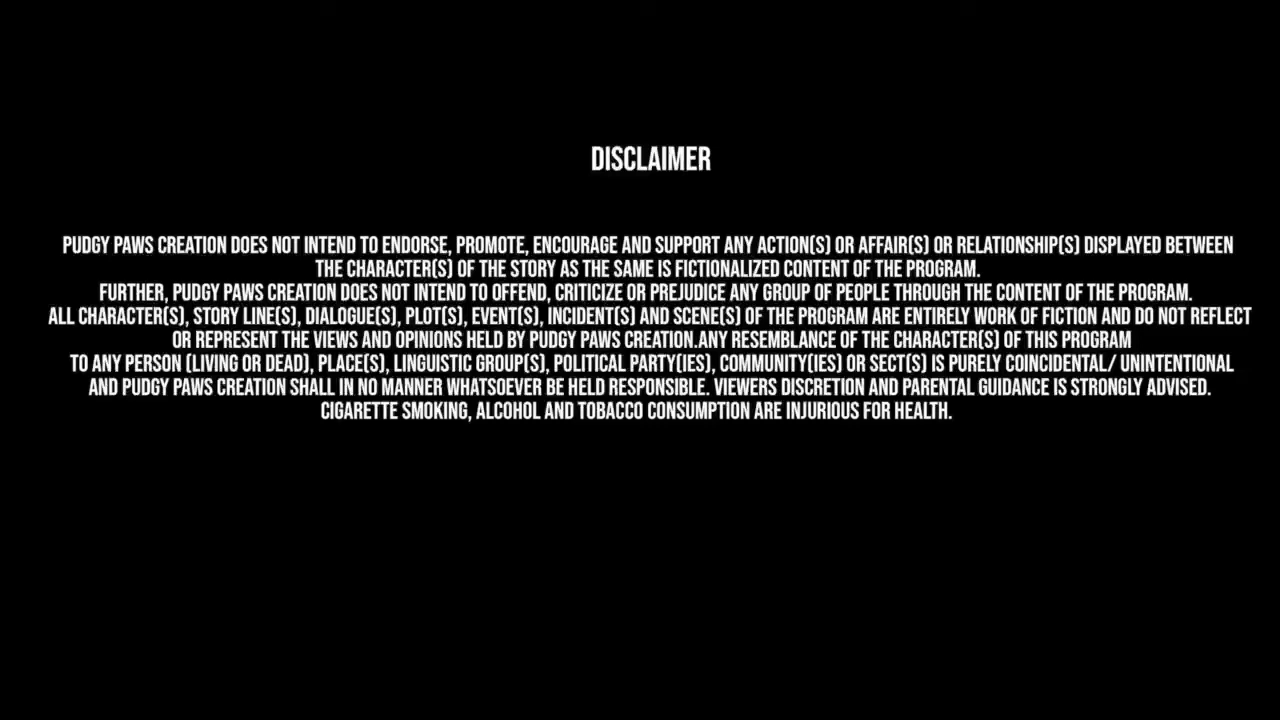 DISCLAIMER
PUDGY PAWS CREATION DOES NOT INTEND TO ENDORSE, PROMOTE, ENCOURAGE AND SUPPORT ANY ACTION(S) OR AFFAIR(S) OR RELATIONSHIP(S) DISPLAYED BETWEEN
THE CHARACTER(S) OF THE STORY AS THE SAME IS FICTIONALIZED CONTENT OF THE PROGRAM.
FURTHER, PUDGY PAWS CREATION DOES NOT INTEND TO OFFEND, CRITICIZE OR PREJUDICE ANY GROUP OF PEOPLE THROUGH THE CONTENT OF THE PROGRAM.
ALL CHARACTER(S), STORY LINE(S), DIALOGUE(S), PLOT(S), EVENT(S), INCIDENT(S) AND SCENE(S) OF THE PROGRAM ARE ENTIRELY WORK OF FICTION AND DO NOT REFLECT
OR REPRESENT THE VIEWS AND OPINIONS HELD BY PUDGY PAWS CREATION.ANY RESEMBLANCE OF THE CHARACTER(S) OF THIS PROGRAM
TO ANY PERSON (LIVING OR DEAD), PLACE(S), LINGUISTIC GROUP(S), POLITICAL PARTY(IES), COMMUNITY(IES) OR SECT(S) IS PURELY COINCIDENTAL/ UNINTENTIONAL
AND PUDGY PAWS CREATION SHALL IN NO MANNER WHATSOEVER BE HELD RESPONSIBLE. VIEWERS DISCRETION AND PARENTAL GUIDANCE IS STRONGLY ADVISED.
CIGARETTE SMOKING, ALCOHOL AND TOBACCO CONSUMPTION ARE INJURIOUS FOR HEALTH.